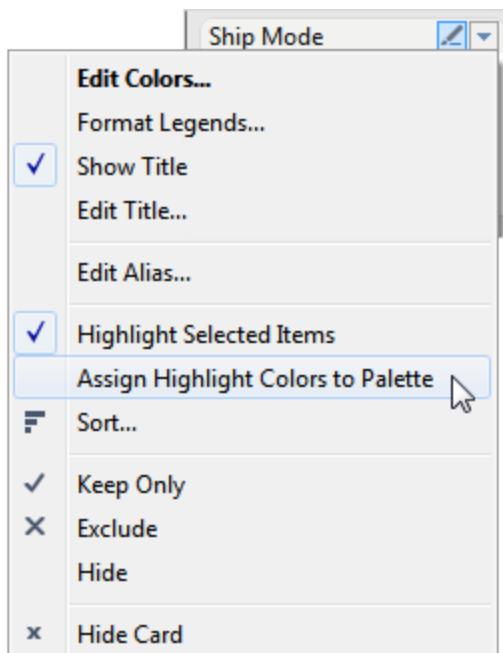 Ship Mode
Edit Colors...
Format Legends...
Show Title
Edit Title...
Edit Alias...
Highlight Selected Items
Assign Highlight Colors to Palette
Sort...
Keep Only
Exclude
Hide
Hide Card